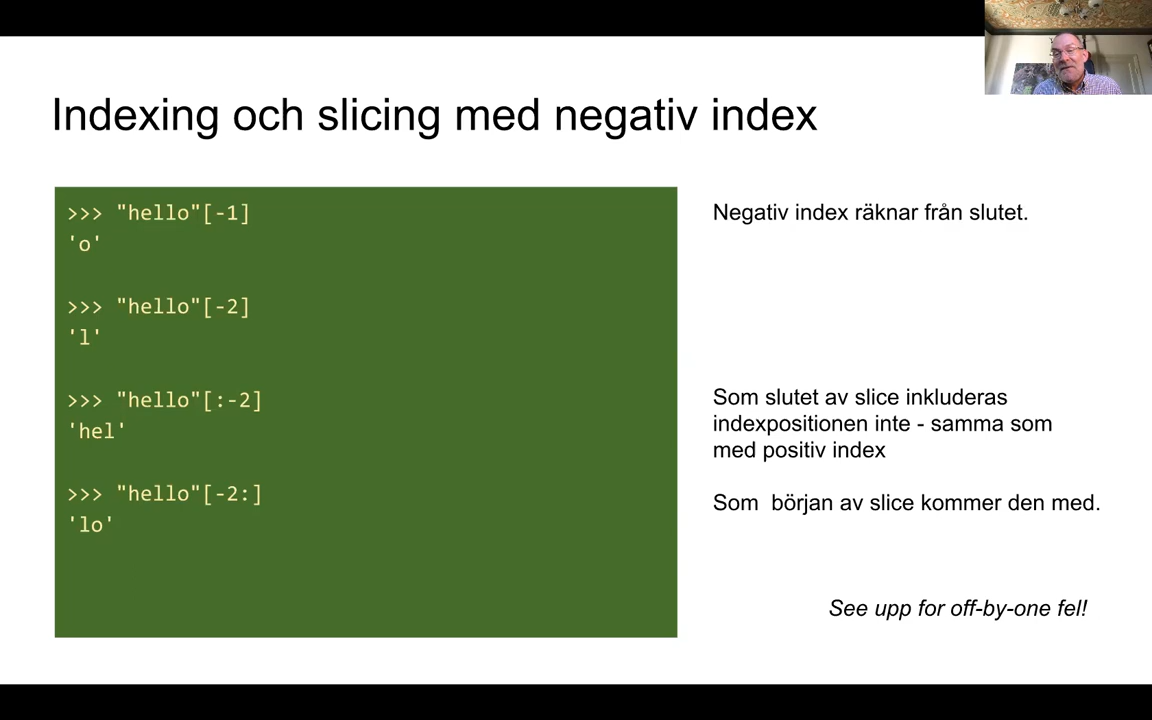 Indexing och slicing med negativ index
>>> "hello"[-1]
'o'
>>> "hello"[-2]
'l'
>>> "hello"[:-2]
'hel'
>>> "hello"[-2:]
'lo'
Negativ index räknar från slutet.
Som slutet av slice inkluderas
indexpositionen inte - samma som
med positiv index
Som  början av slice kommer den med.
See upp for off-by-one fel!